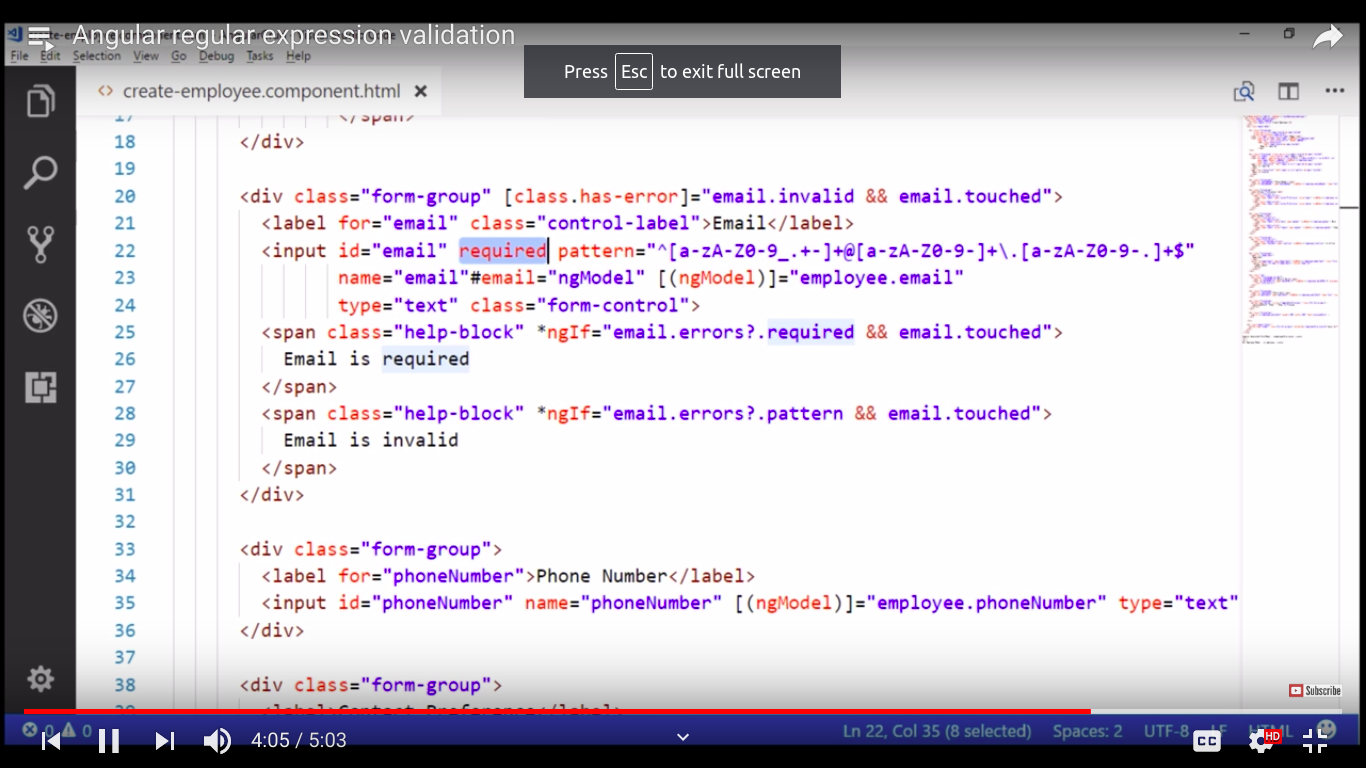 Angular regular expression validation
File Edit Selection View Go Debug Tasks Help
Press Esc to exit full screen
create-employee.component.html
17 </span>
18 </div>
19
20 <div class="form-group" [class.has-error]="email.invalid && email.touched">
21 <label for="email" class="control-label">Email</label>
22 <input id="email" required pattern="^[a-zA-Z0-9_.+-]+@[a-zA-Z0-9-]+\.[a-zA-Z0-9-.]+$"
23 name="email"#email="ngModel" [(ngModel)]="employee.email"
24 type="text" class="form-control">
25 <span class="help-block" *ngIf="email.errors?.required && email.touched">
26 Email is required
27 </span>
28 <span class="help-block" *ngIf="email.errors?.pattern && email.touched">
29 Email is invalid
30 </span>
31 </div>
32
33 <div class="form-group">
34 <label for="phoneNumber">Phone Number</label>
35 <input id="phoneNumber" name="phoneNumber" [(ngModel)]="employee.phoneNumber" type="text"
36 </div>
37
38 <div class="form-group">
39 <label>Contact Preference</label>
Subscribe
0 0 Ln 22, Col 35 (8 selected) Spaces: 2 UTF-8 LF HTML
4:05 / 5:03 CC HD